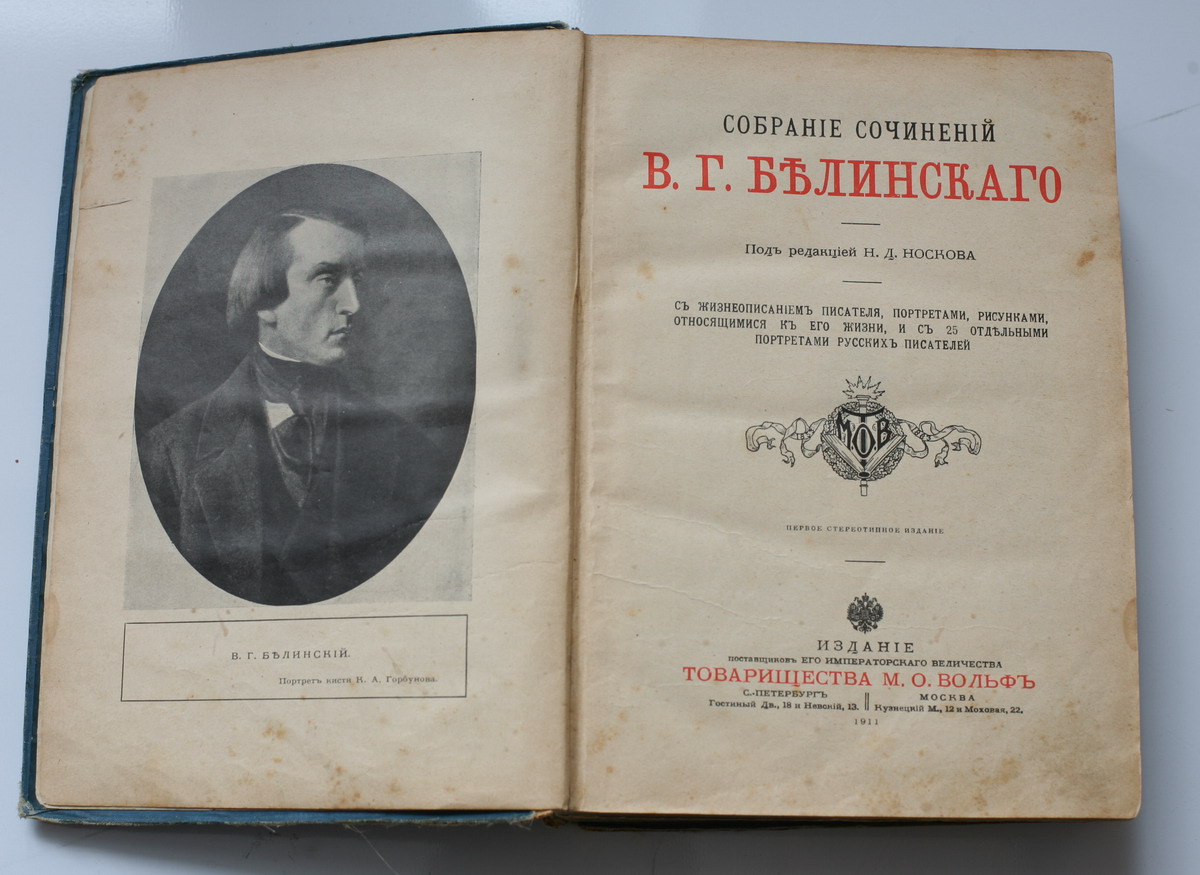 В. Г. БѢЛИНСКІЙ.
Портретъ кисти К. А. Горбунова.
СОБРАНІЕ СОЧИНЕНІЙ
В. Г. БѢЛИНСКАГО
Подъ редакціей Н. Д. НОСКОВА
СЪ ЖИЗНЕОПИСАНІЕМЪ ПИСАТЕЛЯ, ПОРТРЕТАМИ, РИСУНКАМИ,
ОТНОСЯЩИМИСЯ КЪ ЕГО ЖИЗНИ, И СЪ 25 ОТДѢЛЬНЫМИ
ПОРТРЕТАМИ РУССКИХЪ ПИСАТЕЛЕЙ
М.О.В
ПЕРВОЕ СТЕРЕОТИПНОЕ ИЗДАНІЕ
ИЗДАНІЕ
поставщиковъ ЕГО ИМПЕРАТОРСКАГО ВЕЛИЧЕСТВА
ТОВАРИЩЕСТВА М. О. ВОЛЬФЪ
С.-ПЕТЕРБУРГЪ МОСКВА
Гостиный Дв., 18 и Невскій, 13. Кузнецкій М., 12 и Моховая, 22.
1911